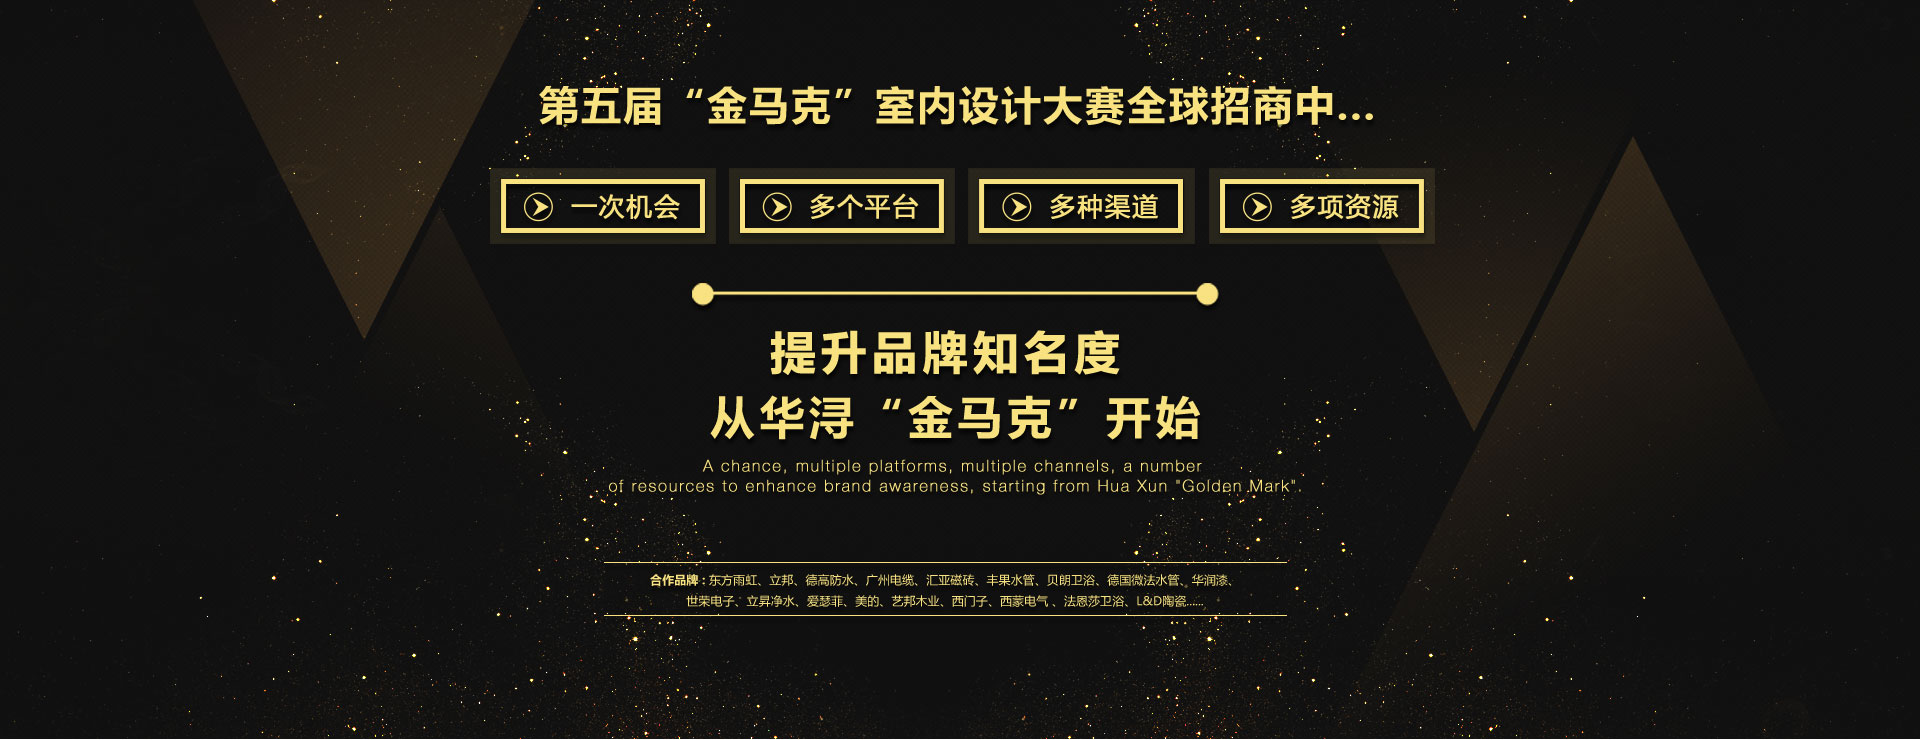 第五届“金马克”室内设计大赛全球招商中...
一次机会
多个平台
多种渠道
多项资源
提升品牌知名度
从华浔“金马克”开始
A chance, multiple platforms, multiple channels, a number
of resources to enhance brand awareness, starting from Hua Xun "Golden Mark".
合作品牌 : 东方雨虹、立邦、德高防水、广州电缆、汇亚磁砖、丰果水管、贝朗卫浴、德国微法水管、华润漆、
世荣电子、立昇净水、爱瑟菲、美的、艺邦木业、西门子、西蒙电气 、法恩莎卫浴、L&D陶瓷......